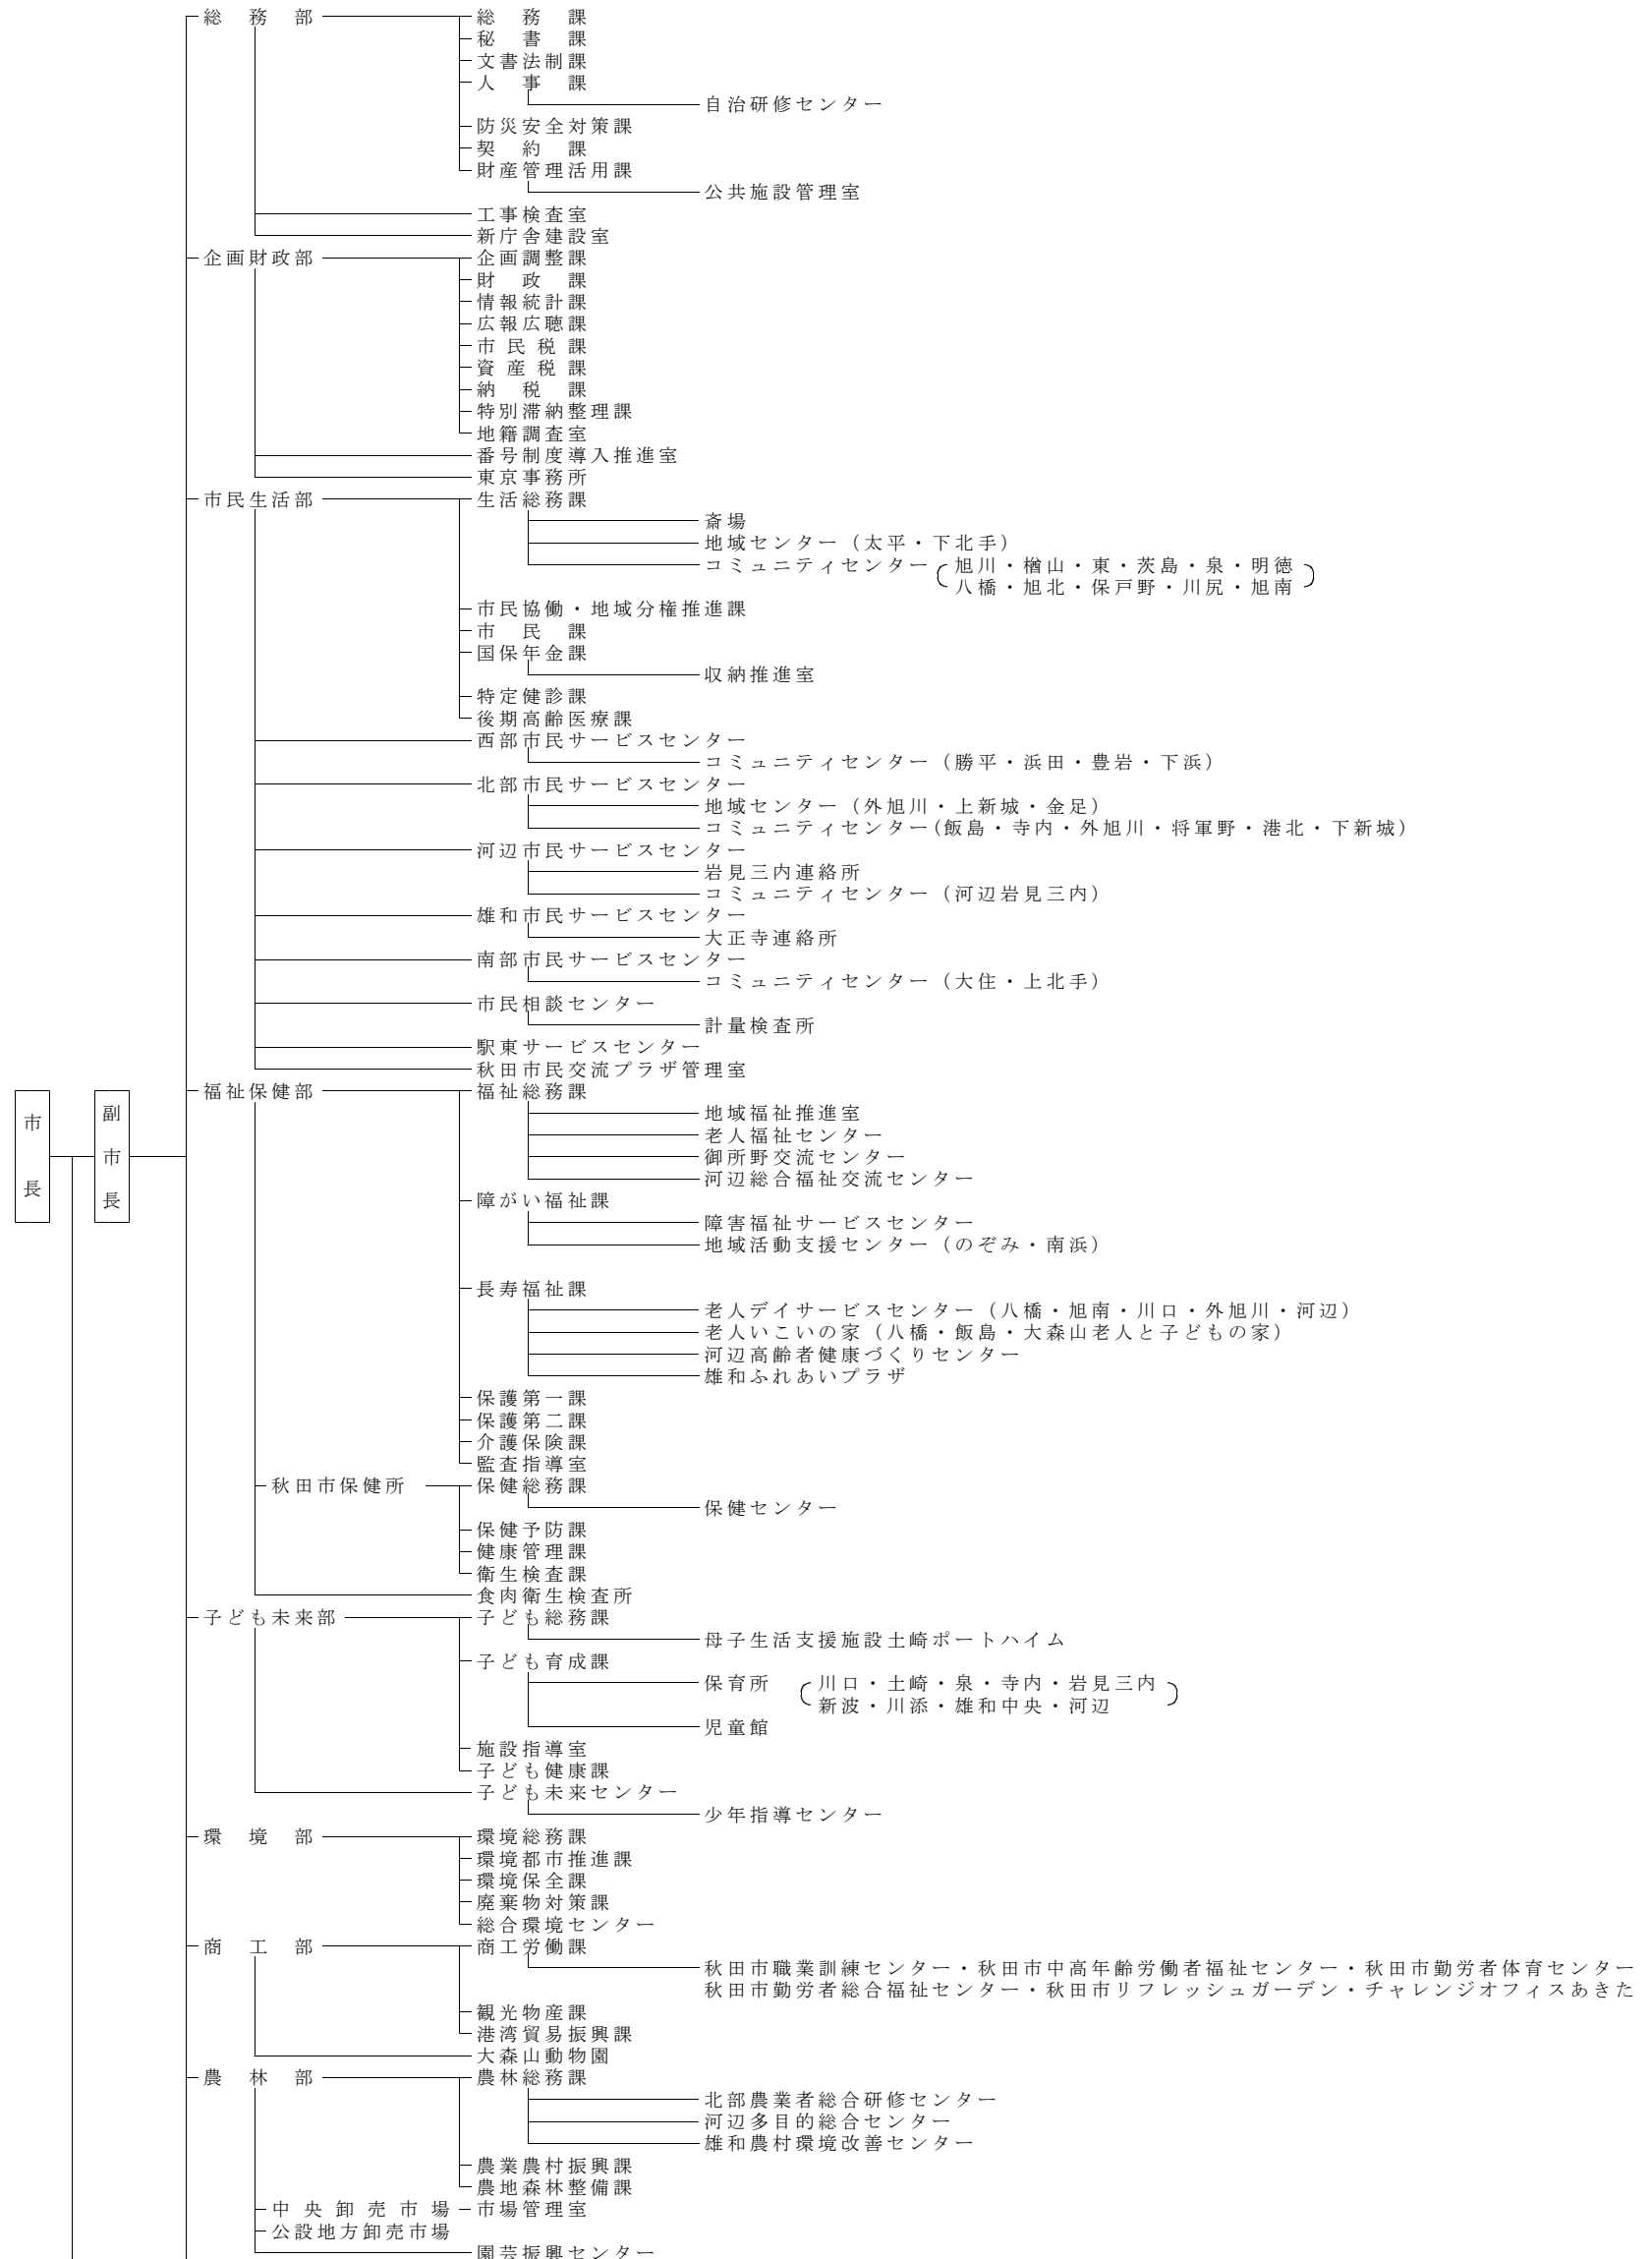 総務部 総務課
秘書課
文書法制課
人事課
自治研修センター
防災安全対策課
契約課
財産管理活用課
公共施設管理室
工事検査室
新庁舎建設室
企画財政部 企画調整課
財政課
情報統計課
広報広聴課
市民税課
資産税課
納税課
特別滞納整理課
地籍調査室
番号制度導入推進室
東京事務所
市民生活部 生活総務課
斎場
地域センター（太平・下北手）
コミュニティセンター（旭川・楢山・東・茨島・泉・明徳
八橋・旭北・保戸野・川尻・旭南）
市民協働・地域分権推進課
市民課
国保年金課
収納推進室
特定健診課
後期高齢医療課
西部市民サービスセンター
コミュニティセンター（勝平・浜田・豊岩・下浜）
北部市民サービスセンター
地域センター（外旭川・上新城・金足）
コミュニティセンター（飯島・寺内・外旭川・将軍野・港北・下新城）
河辺市民サービスセンター
岩見三内連絡所
コミュニティセンター（河辺岩見三内）
雄和市民サービスセンター
大正寺連絡所
南部市民サービスセンター
コミュニティセンター（大住・上北手）
市民相談センター
計量検査所
駅東サービスセンター
秋田市民交流プラザ管理室
市長
副市長
福祉保健部 福祉総務課
地域福祉推進室
老人福祉センター
御所野交流センター
河辺総合福祉交流センター
障がい福祉課
障害福祉サービスセンター
地域活動支援センター（のぞみ・南浜）
長寿福祉課
老人デイサービスセンター（八橋・旭南・川口・外旭川・河辺）
老人いこいの家（八橋・飯島・大森山老人と子どもの家）
河辺高齢者健康づくりセンター
雄和ふれあいプラザ
保護第一課
保護第二課
介護保険課
監査指導室
秋田市保健所 保健総務課
保健センター
保健予防課
健康管理課
衛生検査課
食肉衛生検査所
子ども未来部 子ども総務課
母子生活支援施設土崎ポートハイム
子ども育成課
保育所（川口・土崎・泉・寺内・岩見三内
新波・川添・雄和中央・河辺）
児童館
施設指導室
子ども健康課
子ども未来センター
少年指導センター
環境部 環境総務課
環境都市推進課
環境保全課
廃棄物対策課
総合環境センター
商工部 商工労働課
秋田市職業訓練センター・秋田市中高年齢労働者福祉センター・秋田市勤労者体育センター
秋田市勤労者総合福祉センター・秋田市リフレッシュガーデン・チャレンジオフィスあきた
観光物産課
港湾貿易振興課
大森山動物園
農林部 農林総務課
北部農業者総合研修センター
河辺多目的総合センター
雄和農村環境改善センター
農業農村振興課
農地森林整備課
中央卸売市場 市場管理室
公設地方卸売市場
園芸振興センター